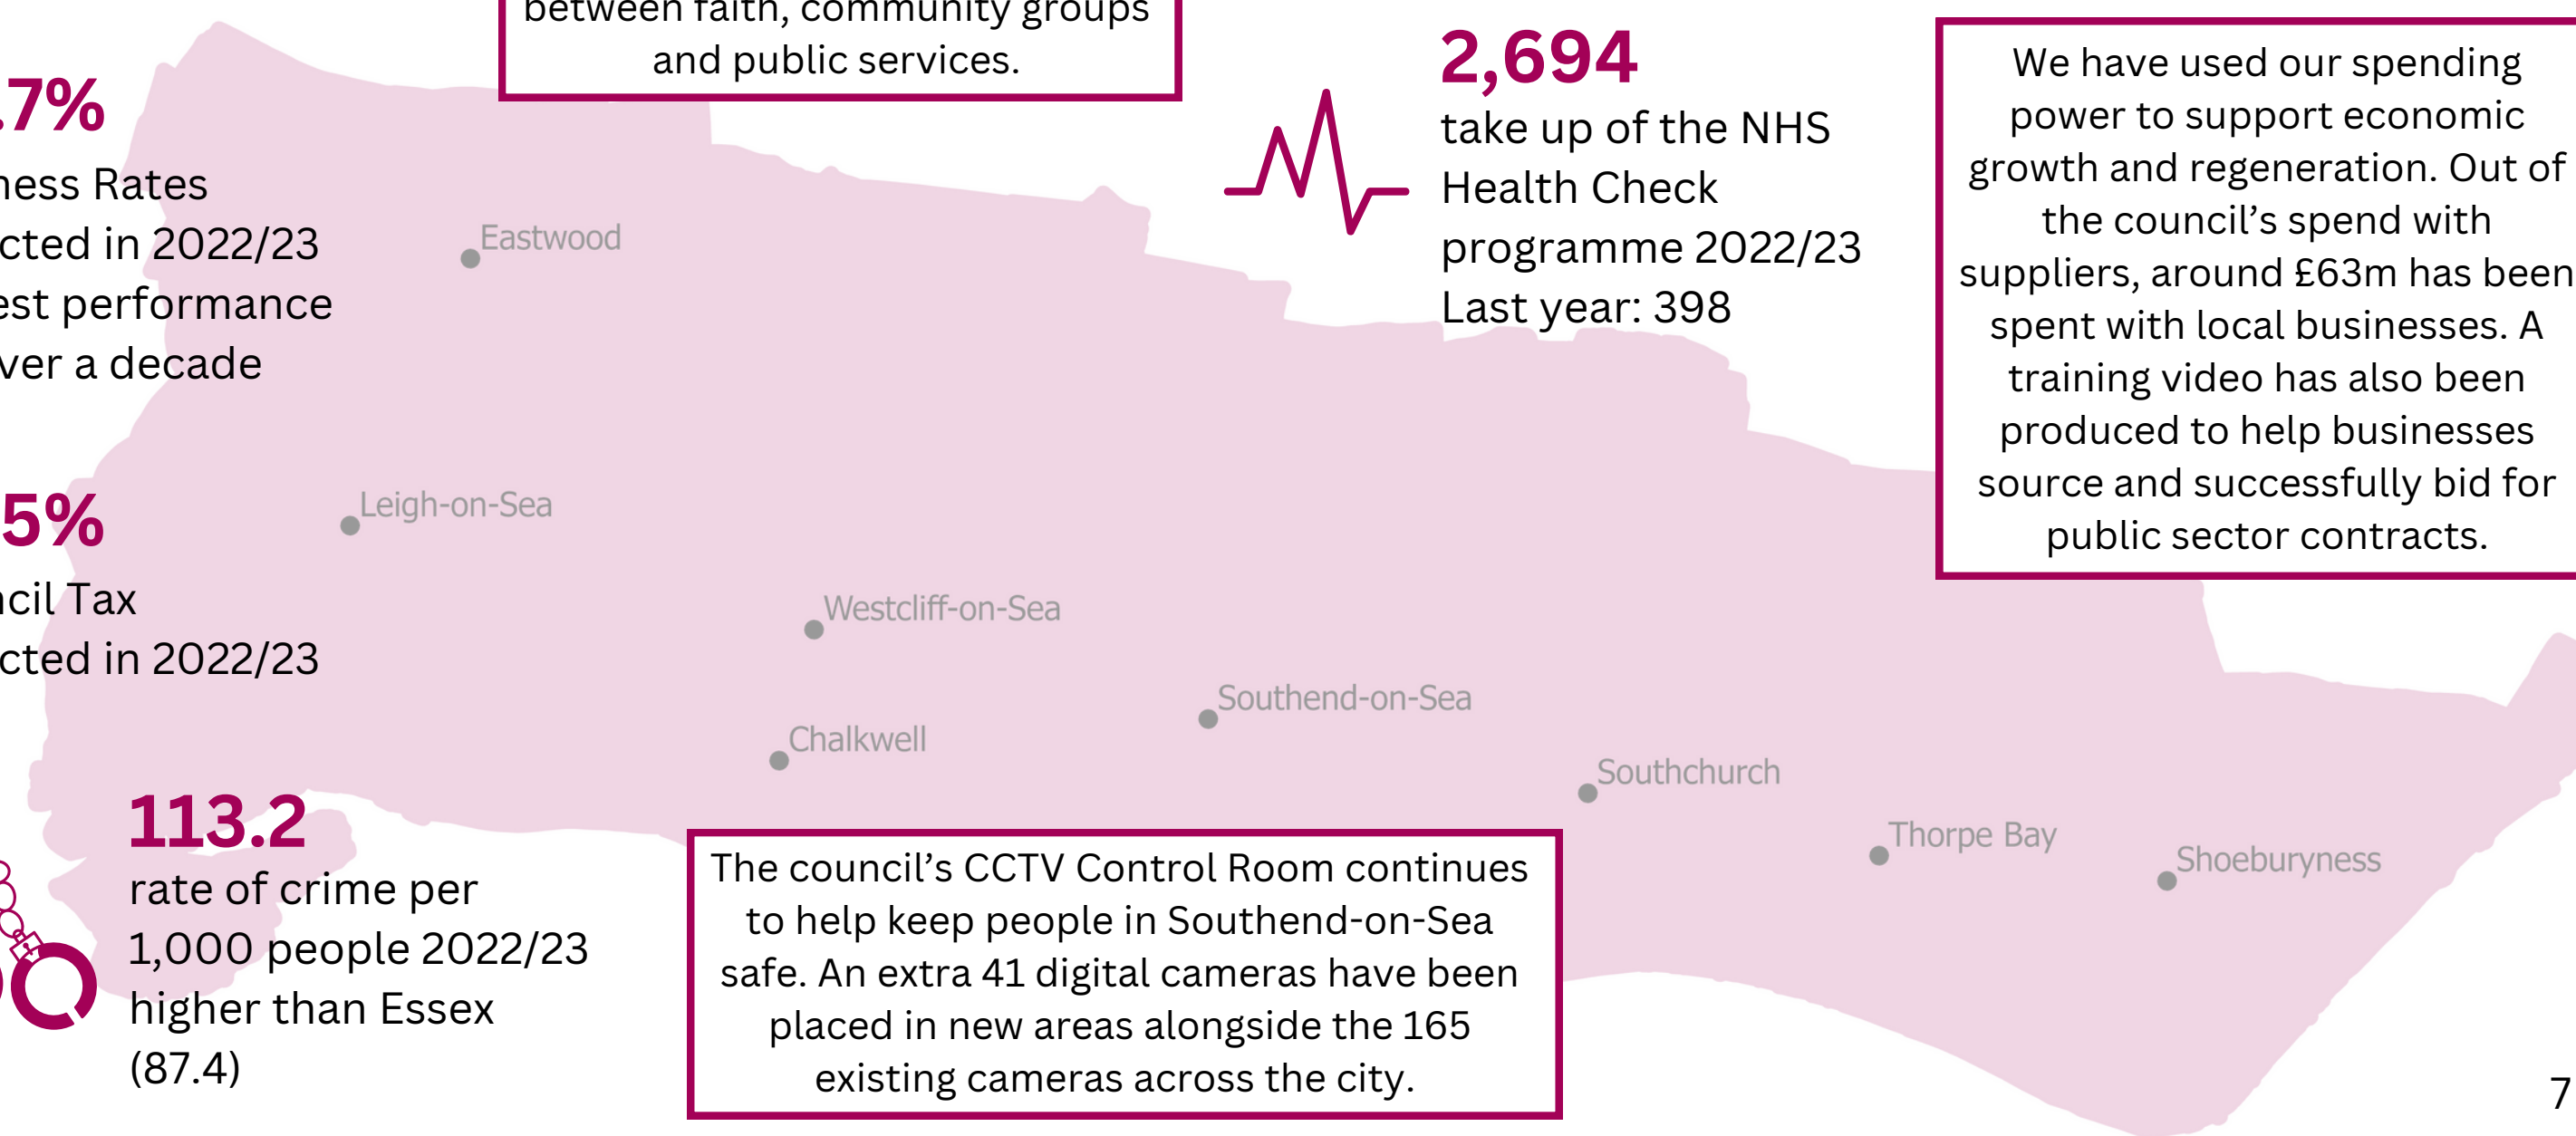 between faith, community groups
and public services.
.7%
ness Rates
cted in 2022/23
est performance
ver a decade
5%
ncil Tax
cted in 2022/23
113.2
rate of crime per
1,000 people 2022/23
higher than Essex
(87.4)
2,694
take up of the NHS
Health Check
programme 2022/23
Last year: 398
We have used our spending
power to support economic
growth and regeneration. Out of
the council’s spend with
suppliers, around £63m has been
spent with local businesses. A
training video has also been
produced to help businesses
source and successfully bid for
public sector contracts.
Eastwood
Leigh-on-Sea
Westcliff-on-Sea
Chalkwell
Southend-on-Sea
Southchurch
Thorpe Bay
Shoeburyness
The council’s CCTV Control Room continues
to help keep people in Southend-on-Sea
safe. An extra 41 digital cameras have been
placed in new areas alongside the 165
existing cameras across the city.
7